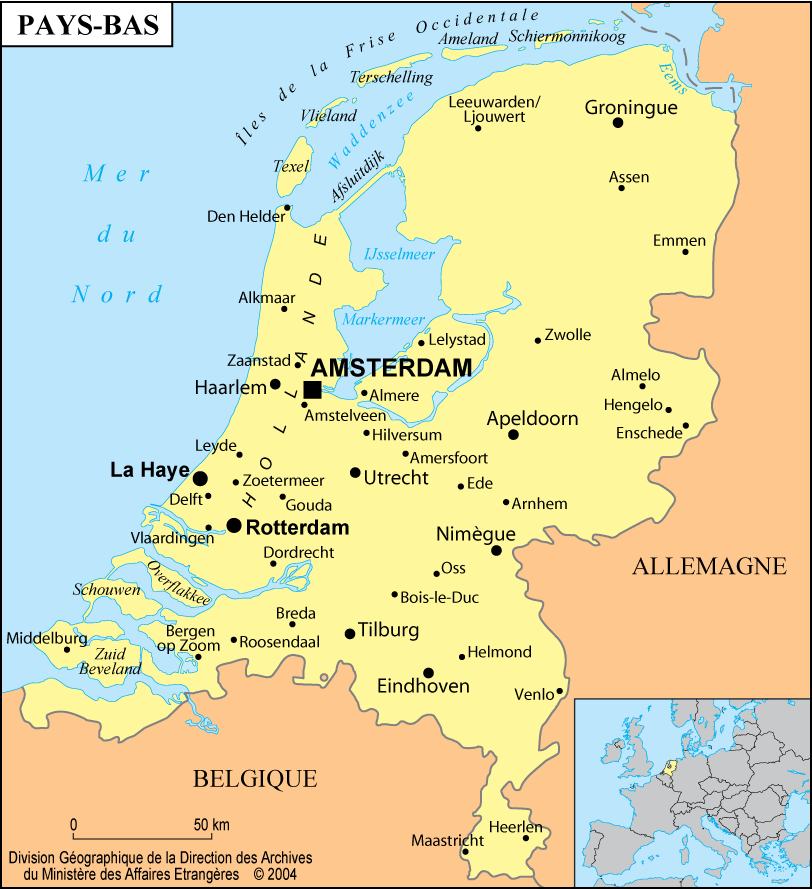 PAYS-BAS
Îles de la Frise Occidentale
Ameland
Schiermonnikoog
Terschelling
Eems
Vlieland
Waddenzee
Leeuwarden/
Ljouwert
Groningue
Texel
Afsluitdijk
Assen
Mer
du
Nord
Den Helder
Emmen
IJsselmeer
HOLLANDE
Alkmaar
Markermeer
Lelystad
Zwolle
Zaanstad
AMSTERDAM
Haarlem
Almere
Almelo
Amstelveen
Hengelo
Apeldoorn
Enschede
Hilversum
Leyde
Amersfoort
La Haye
Utrecht
Zoetermeer
Ede
Delft
Gouda
Arnhem
Rotterdam
Vlaardingen
Nimègue
Dordrecht
ALLEMAGNE
Oss
Overflakkee
Schouwen
Bois-le-Duc
Breda
Middelburg
Bergen
op Zoom
Roosendaal
Tilburg
Zuid
Beveland
Helmond
Eindhoven
Venlo
BELGIQUE
0 50 km
Heerlen
Maastricht
Division Géographique de la Direction des Archives
du Ministère des Affaires Etrangères © 2004